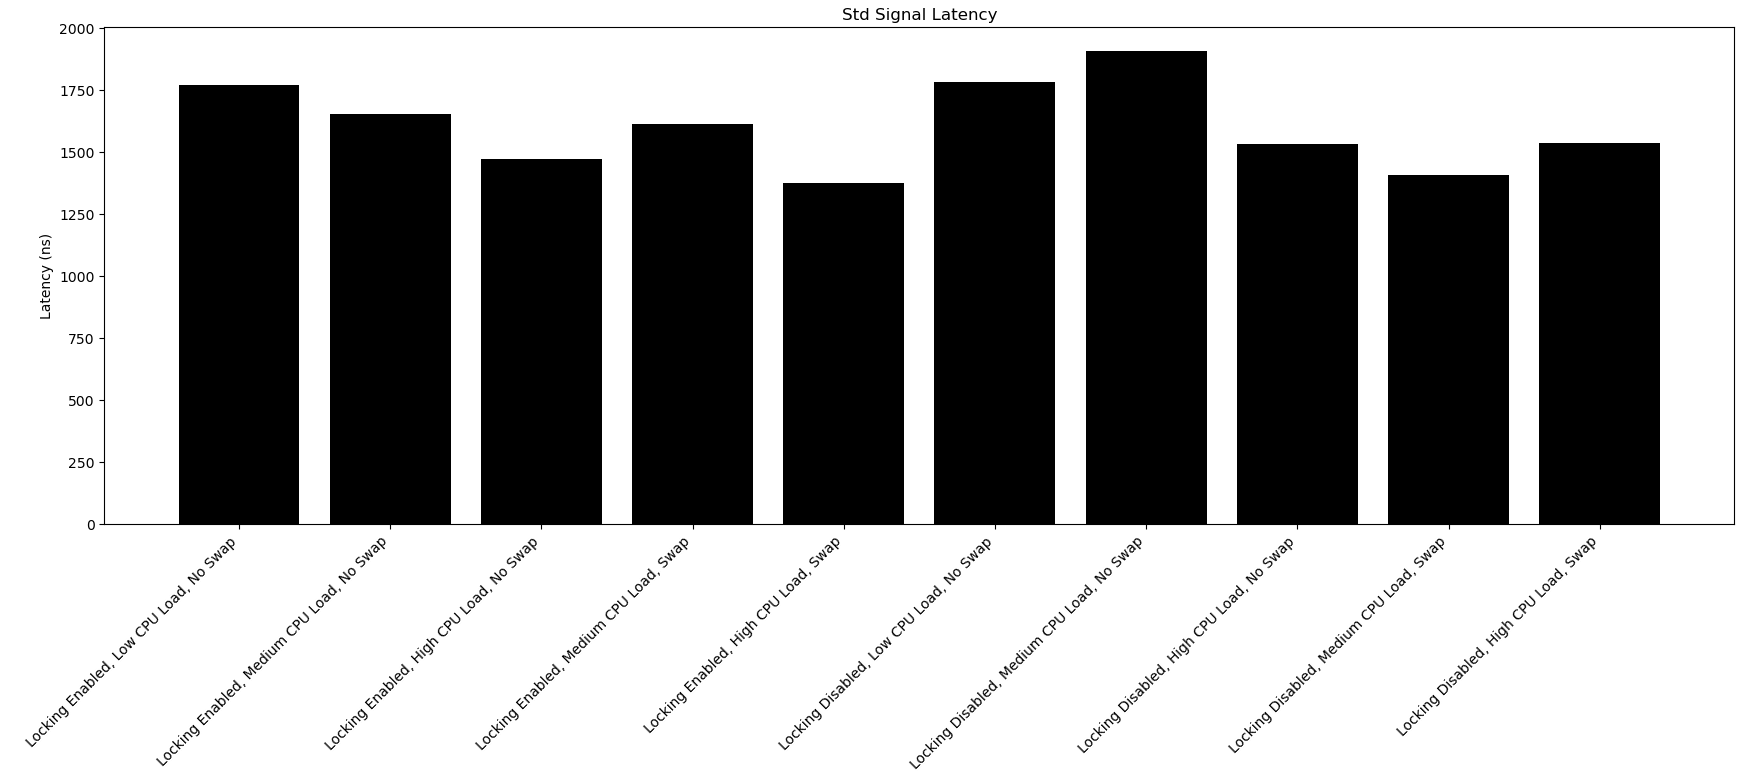 Std Signal Latency
Latency (ns)
2000
1750
1500
1250
1000
750
500
250
0
Locking Enabled, Low CPU Load, No Swap
Locking Enabled, Medium CPU Load, No Swap
Locking Enabled, High CPU Load, No Swap
Locking Enabled, Medium CPU Load, Swap
Locking Enabled, High CPU Load, Swap
Locking Disabled, Low CPU Load, No Swap
Locking Disabled, Medium CPU Load, No Swap
Locking Disabled, High CPU Load, No Swap
Locking Disabled, Medium CPU Load, Swap
Locking Disabled, High CPU Load, Swap